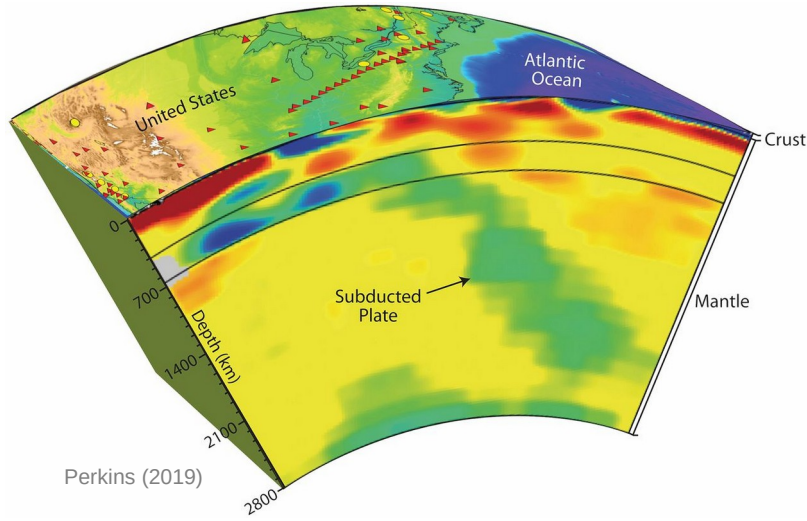 United States
Atlantic
Ocean
Crust
0
700
Subducted
Plate
Mantle
Depth (km)
1400
2100
Perkins (2019)
2800